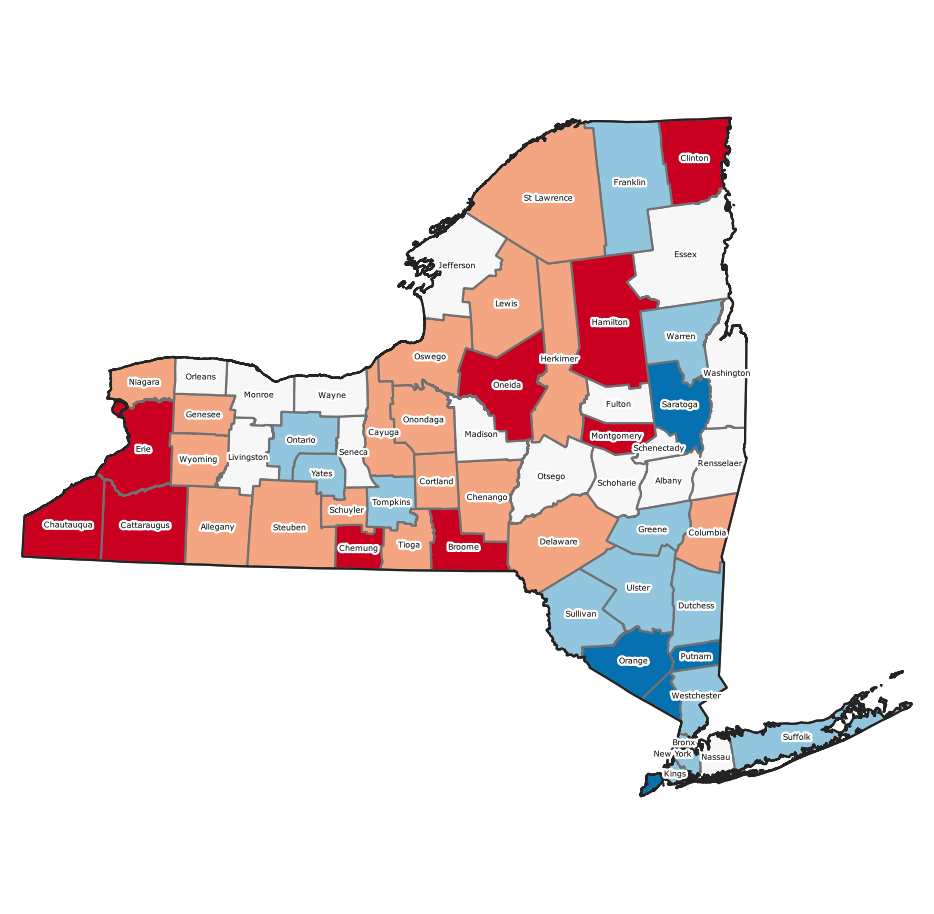 Clinton
Franklin
St Lawrence
Essex
Jefferson
Lewis
Hamilton
Warren
Oswego
Herkimer
Washington
Orleans
Niagara
Oneida
Monroe
Wayne
Fulton
Saratoga
Genesee
Onondaga
Cayuga
Madison
Montgomery
Ontario
Schenectady
Erie
Seneca
Livingston
Wyoming
Rensselaer
Yates
Otsego
Cortland
Albany
Schoharie
Chenango
Tompkins
Schuyler
Chautauqua
Cattaraugus
Allegany
Steuben
Greene
Columbia
Delaware
Tioga
Broome
Chemung
Ulster
Dutchess
Sullivan
Putnam
Orange
Westchester
Suffolk
Bronx
New York
Nassau
Kings